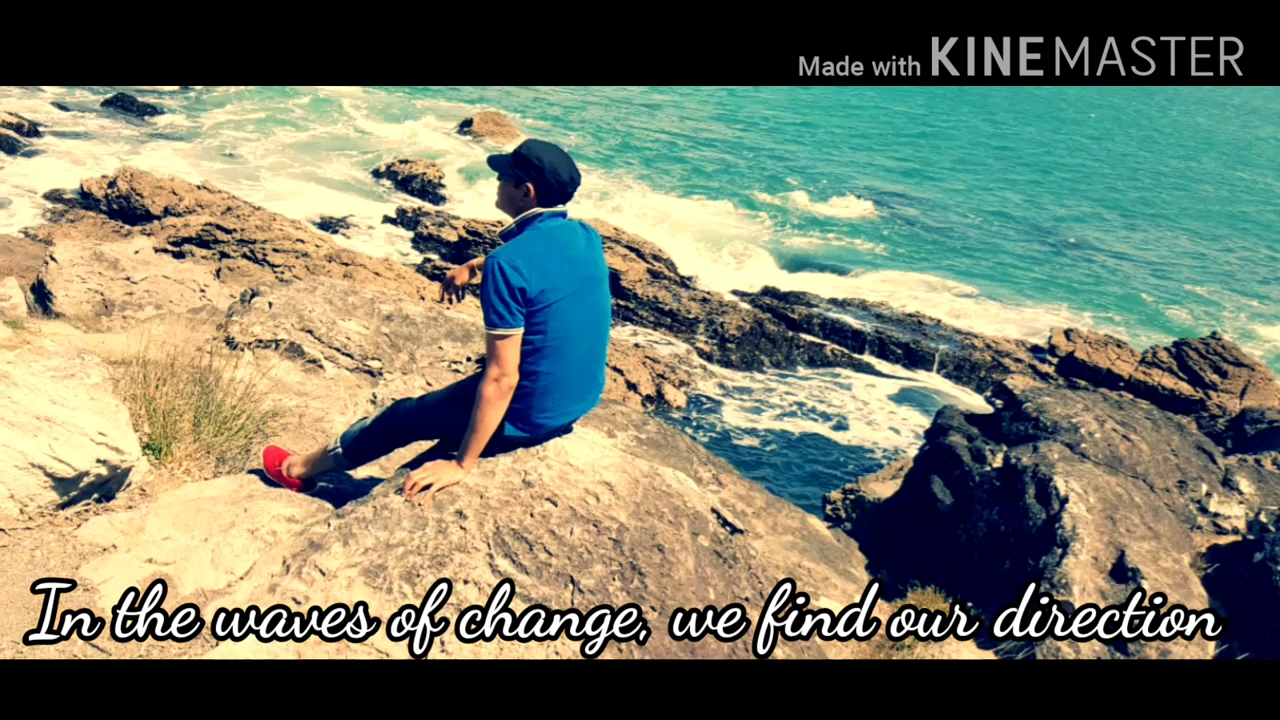 Made with KINEMASTER
In the waves of change, we find our direction